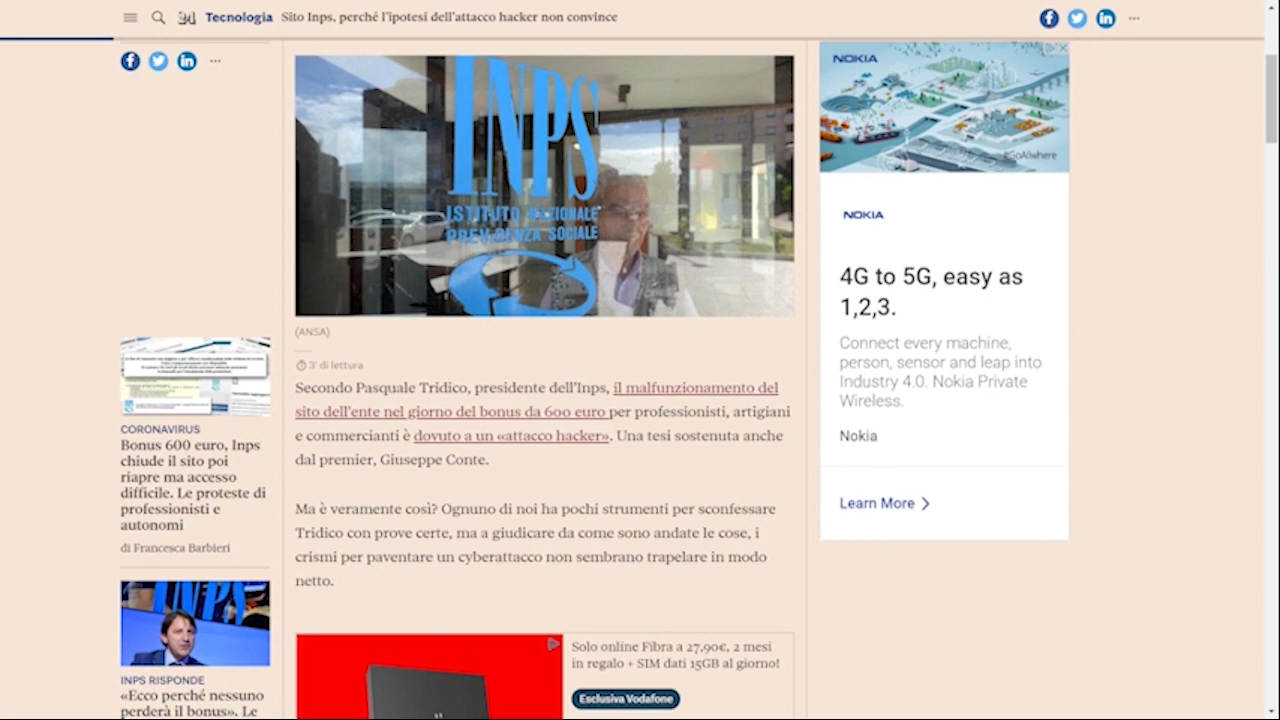 24 Tecnologia Sito Inps, perché l'ipotesi dell'attacco hacker non convince
INPS
ISTITUTO NAZIONALE
PREVIDENZA SOCIALE
(ANSA)
3' di lettura
Secondo Pasquale Tridico, presidente dell'Inps, il malfunzionamento del
sito dell'ente nel giorno del bonus da 600 euro per professionisti, artigiani
e commercianti è dovuto a un «attacco hacker». Una tesi sostenuta anche
dal premier, Giuseppe Conte.
Ma è veramente così? Ognuno di noi ha pochi strumenti per sconfessare
Tridico con prove certe, ma a giudicare da come sono andate le cose, i
crismi per paventare un cyberattacco non sembrano trapelare in modo
netto.
Solo online Fibra a 27,90€, 2 mesi
in regalo + SIM dati 15GB al giorno!
Esclusiva Vodafone
CORONAVIRUS
Bonus 600 euro, Inps
chiude il sito poi
riapre ma accesso
difficile. Le proteste di
professionisti e
autonomi
di Francesca Barbieri
INPS
INPS RISPONDE
«Ecco perché nessuno
perderà il bonus». Le
NOKIA
#GoAllwhere
NOKIA
4G to 5G, easy as
1,2,3.
Connect every machine,
person, sensor and leap into
Industry 4.0. Nokia Private
Wireless.
Nokia
Learn More